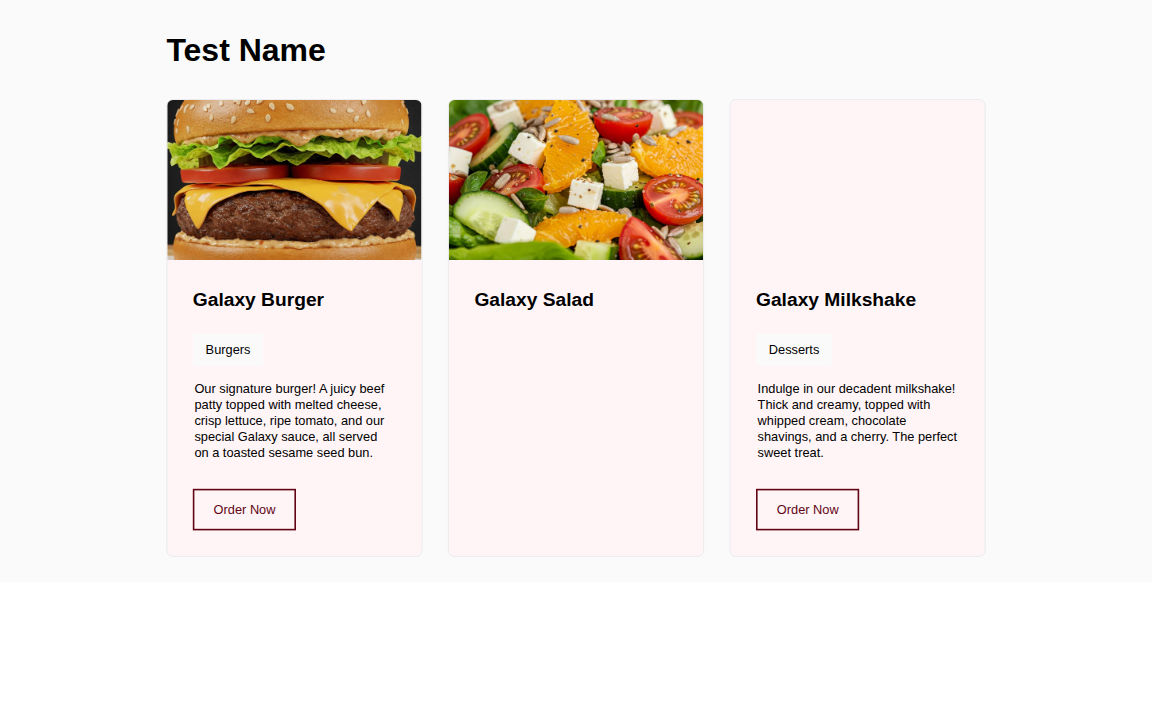 Test Name
Galaxy Burger
Burgers
Our signature burger! A juicy beef
patty topped with melted cheese,
crisp lettuce, ripe tomato, and our
special Galaxy sauce, all served
on a toasted sesame seed bun.
Order Now
Galaxy Salad
Galaxy Milkshake
Desserts
Indulge in our decadent milkshake!
Thick and creamy, topped with
whipped cream, chocolate
shavings, and a cherry. The perfect
sweet treat.
Order Now